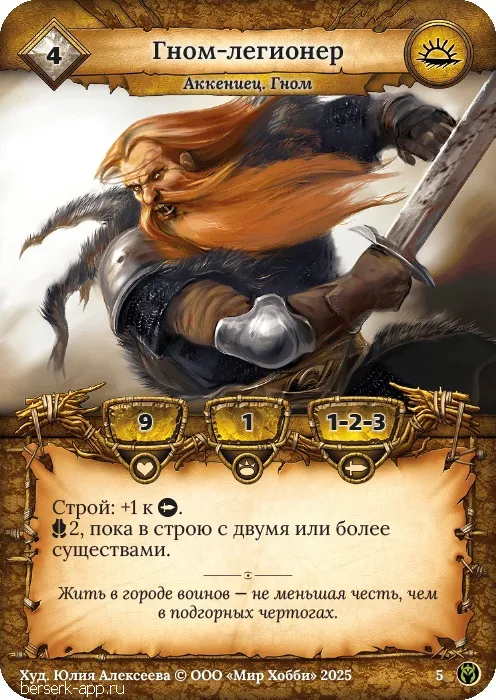 4
Гном-легионер
Аккениец. Гном
9
1
1-2-3
Строй: +1 к .
2, пока в строю с двумя или более
существами.
Жить в городе воинов — не меньшая честь, чем
в подгорных чертогах.
Худ. Юлия Алексеева © ООО «Мир Хобби» 2025
5
berserk-app.ru